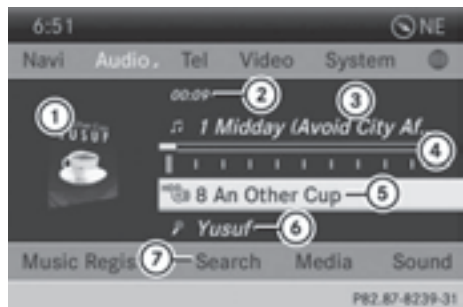 6:51 NE
Navi Audio Tel Video System
00:09 2
1 3
YUSUF
1 Midday (Avoid City Af...
4
8 An Other Cup 5
Yusuf 6
Music Regis 7 Search Media Sound
P82.87-8239-31